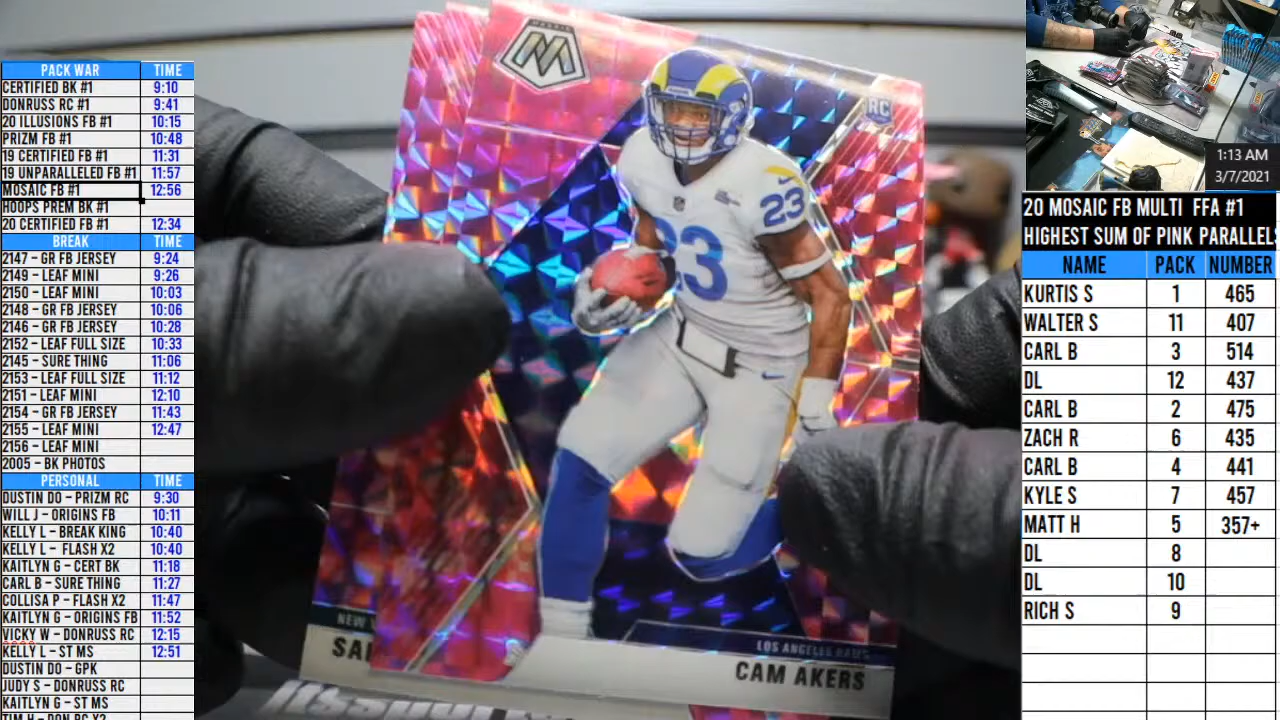 PACK WAR TIME
CERTIFIED BK #1 9:10
DONRUSS RC #1 9:41
20 ILLUSIONS FB #1 10:15
PRIZM FB #1 10:48
19 CERTIFIED FB #1 11:31
19 UNPARALLELED FB #1 11:57
MOSAIC FB #1 12:56
HOOPS PREM BK #1
20 CERTIFIED FB #1 12:34
BREAK TIME
2147 - GR FB JERSEY 9:24
2149 - LEAF MINI 9:26
2150 - LEAF MINI 10:03
2148 - GR FB JERSEY 10:06
2146 - GR FB JERSEY 10:28
2152 - LEAF FULL SIZE 10:33
2145 - SURE THING 11:06
2153 - LEAF FULL SIZE 11:12
2151 - LEAF MINI 12:10
2154 - GR FB JERSEY 11:43
2155 - LEAF MINI 12:47
2156 - LEAF MINI
2005 - BK PHOTOS
PERSONAL TIME
DUSTIN DO - PRIZM RC 9:30
WILL J - ORIGINS FB 10:11
KELLY L - BREAK KING 10:40
KELLY L - FLASH X2 10:40
KAITLYN G - CERT BK 11:18
CARL B - SURE THING 11:27
COLLISA P - FLASH X2 11:47
KAITLYN G - ORIGINS FB 11:52
VICKY W - DONRUSS RC 12:15
KELLY L - ST MS 12:51
DUSTIN DO - GPK
JUDY S - DONRUSS RC
KAITLYN G - ST MS
TIM H - DON RC X2
M
RC
23
23
NEW
SA
LOS ANGELES RAMS
CAM AKERS
1:13 AM
3/7/2021
20 MOSAIC FB MULTI FFA #1
HIGHEST SUM OF PINK PARALLELS
NAME PACK NUMBER
KURTIS S 1 465
WALTER S 11 407
CARL B 3 514
DL 12 437
CARL B 2 475
ZACH R 6 435
CARL B 4 441
KYLE S 7 457
MATT H 5 357+
DL 8
DL 10
RICH S 9